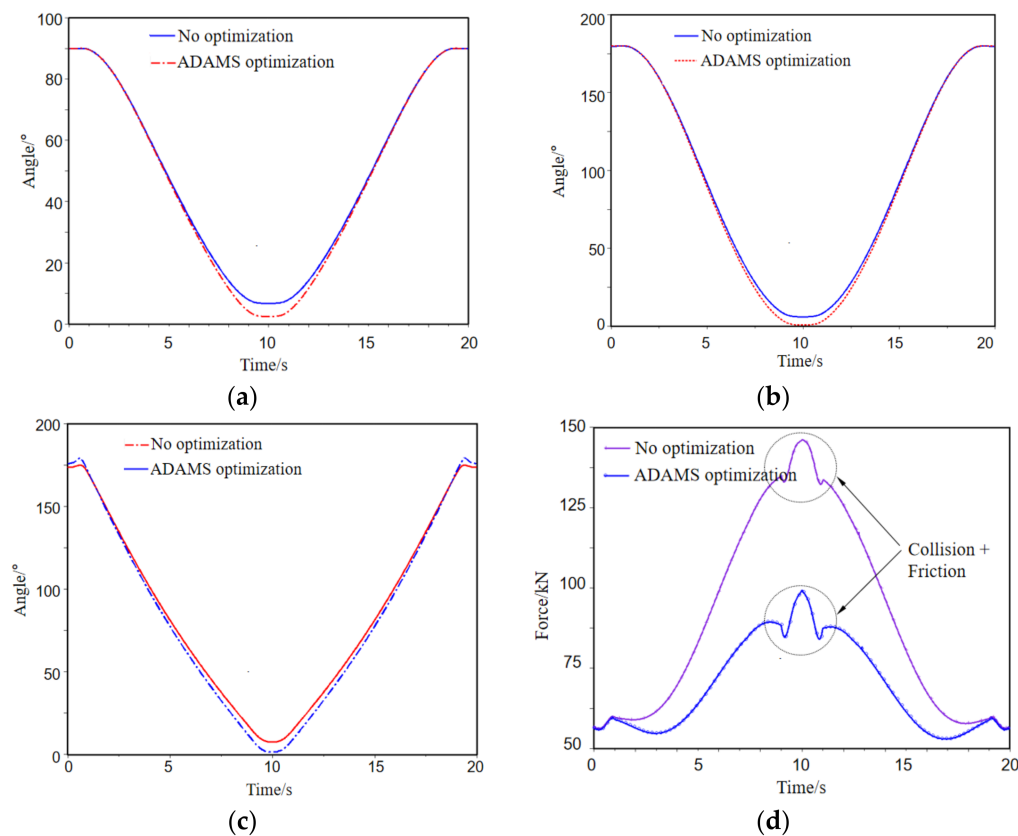 100
80
60
40
20
0
Angle/°
No optimization
ADAMS optimization
0 5 10 15 20
Time/s
(a)
200
150
100
50
0
Angle/°
No optimization
ADAMS optimization
0 5 10 15 20
Time/s
(b)
200
150
100
50
0
Angle/°
No optimization
ADAMS optimization
0 5 10 15 20
Time/s
(c)
150
125
100
75
50
Force/kN
No optimization
ADAMS optimization
Collision +
Friction
0 5 10 15 20
Time/s
(d)